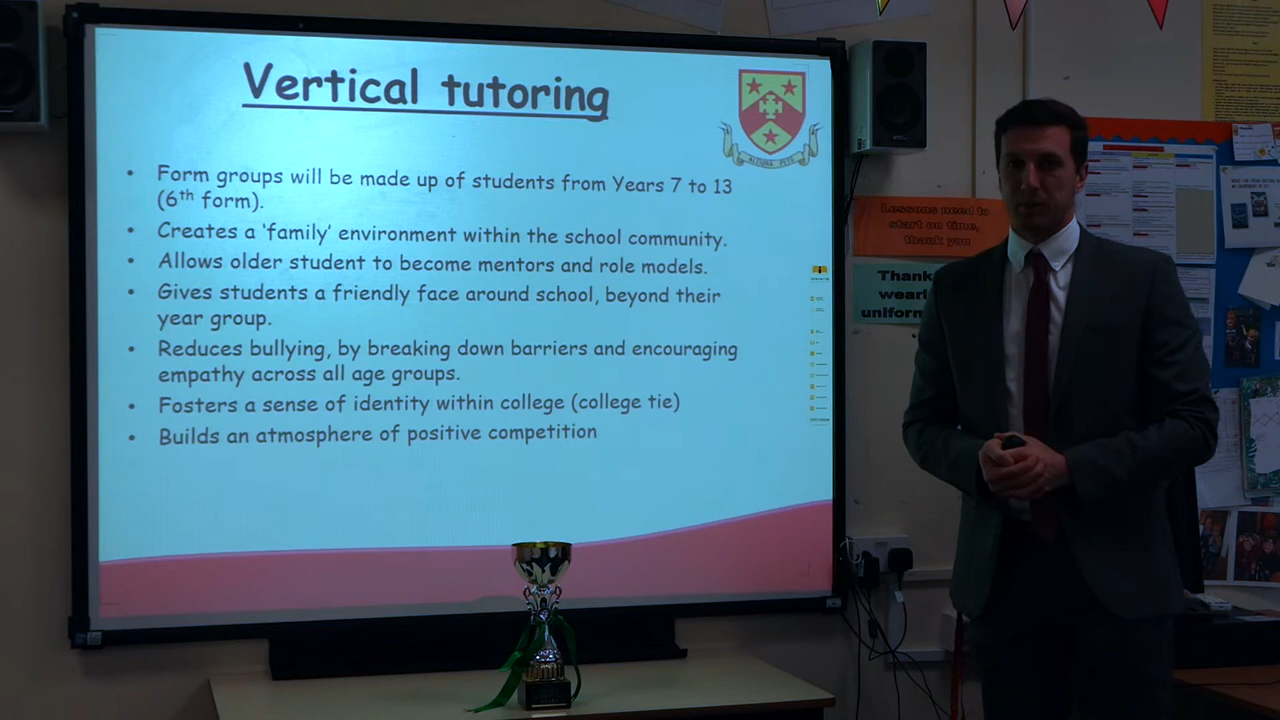 Vertical tutoring
• Form groups will be made up of students from Years 7 to 13
(6th form).
• Creates a ‘family’ environment within the school community.
• Allows older student to become mentors and role models.
• Gives students a friendly face around school, beyond their
year group.
• Reduces bullying, by breaking down barriers and encouraging
empathy across all age groups.
• Fosters a sense of identity within college (college tie)
• Builds an atmosphere of positive competition
Lessons need to
start on time,
thank you
Thank
weari
uniform